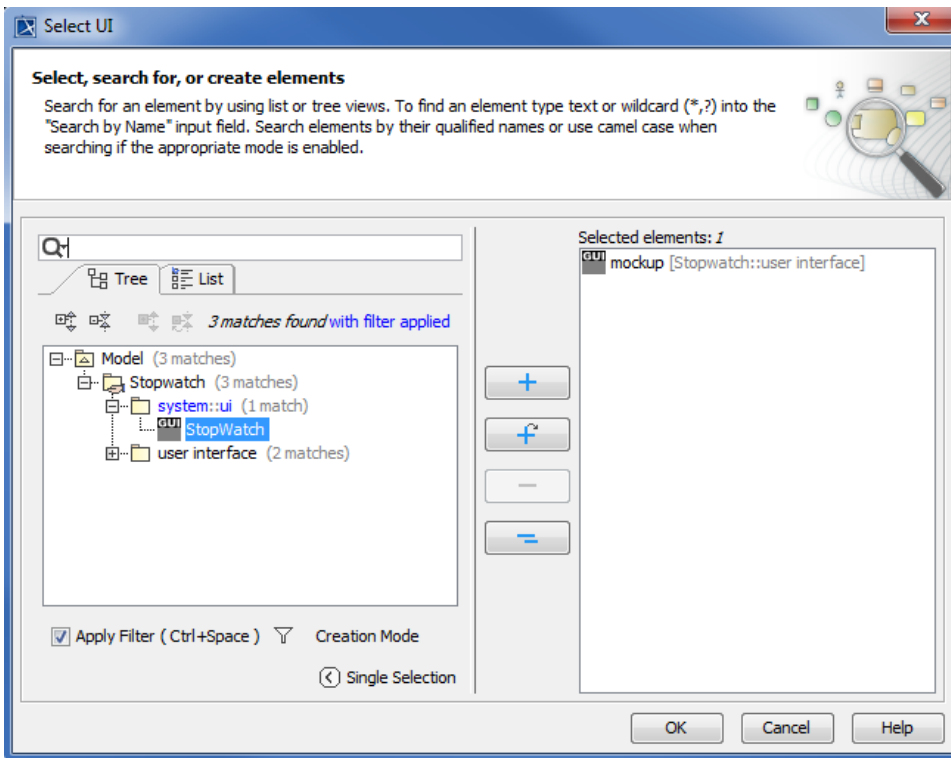 Select UI
Select, search for, or create elements
Search for an element by using list or tree views. To find an element type text or wildcard (*,?) into the
"Search by Name" input field. Search elements by their qualified names or use camel case when
searching if the appropriate mode is enabled.
Tree
List
3 matches found with filter applied
Model (3 matches)
Stopwatch (3 matches)
system::ui (1 match)
GUI StopWatch
user interface (2 matches)
Apply Filter ( Ctrl+Space )
Creation Mode
Single Selection
Selected elements: 1
GUI mockup [Stopwatch::user interface]
OK
Cancel
Help